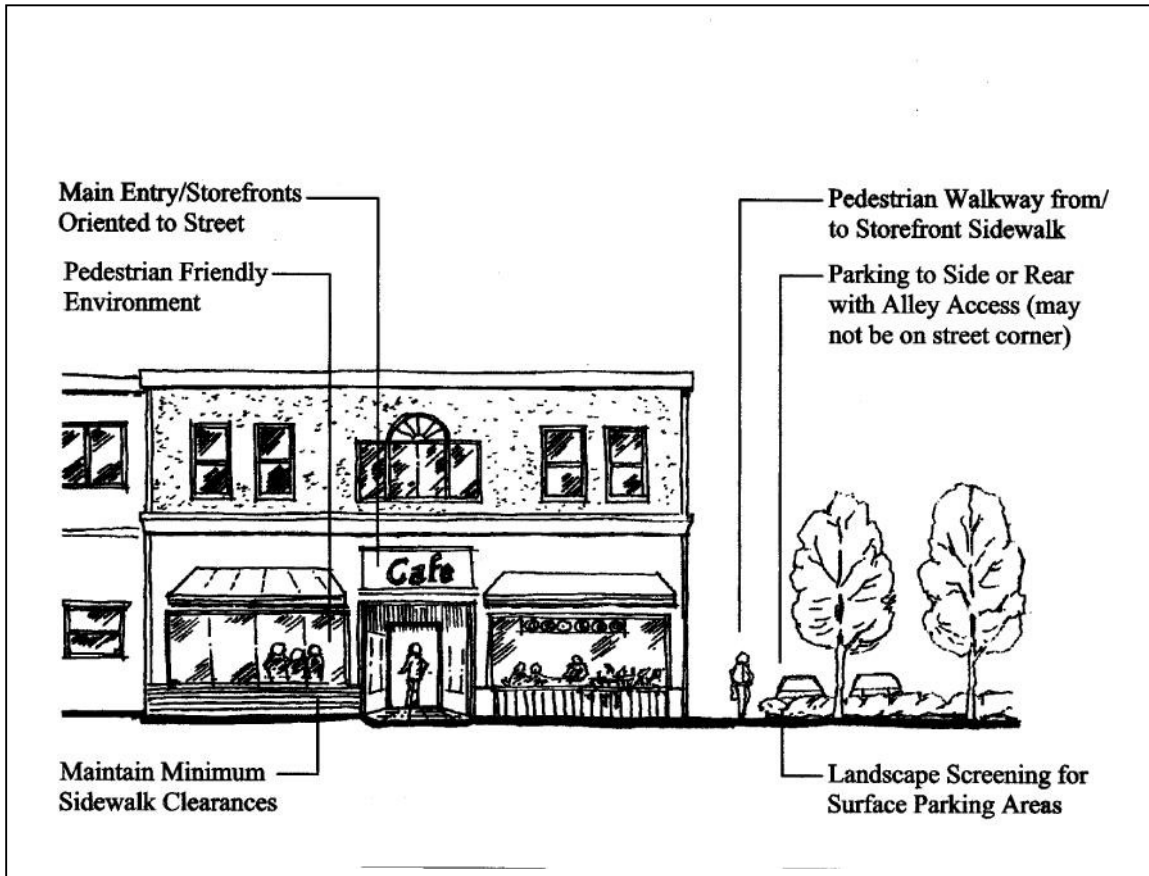 Main Entry/Storefronts
Oriented to Street
Pedestrian Friendly
Environment
Pedestrian Walkway from/
to Storefront Sidewalk
Parking to Side or Rear
with Alley Access (may
not be on street corner)
Cafe
Maintain Minimum
Sidewalk Clearances
Landscape Screening for
Surface Parking Areas